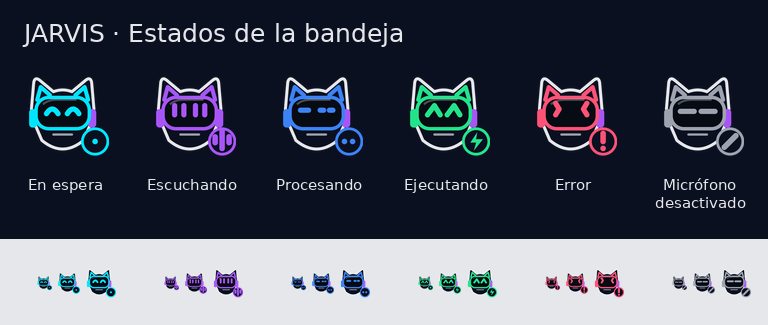 JARVIS · Estados de la bandeja
En espera
Escuchando
Procesando
Ejecutando
Error
Micrófono
desactivado